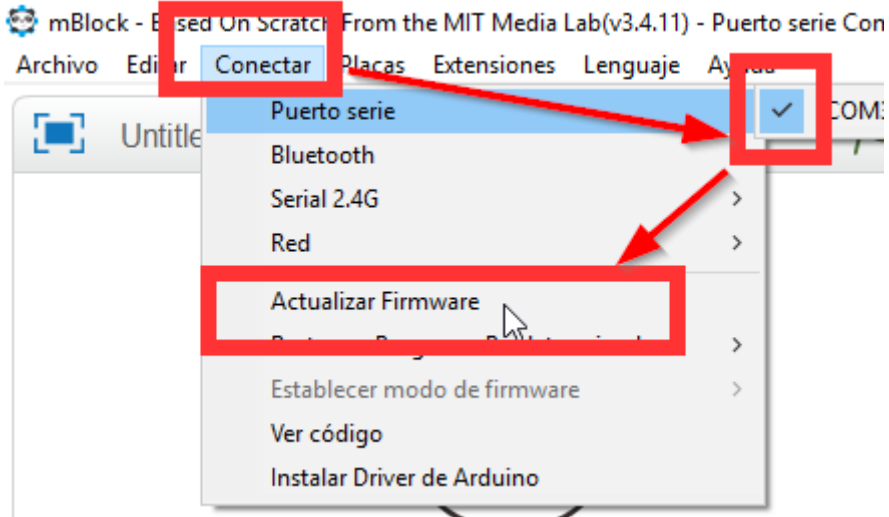 mBlock - Based On Scratch From the MIT Media Lab(v3.4.11) - Puerto serie Con
Archivo Editar Conectar Placas Extensiones Lenguaje Ayuda
Puerto serie
COM3
Untitle
Bluetooth
Serial 2.4G
Red
Actualizar Firmware
Establecer modo de firmware
Ver código
Instalar Driver de Arduino